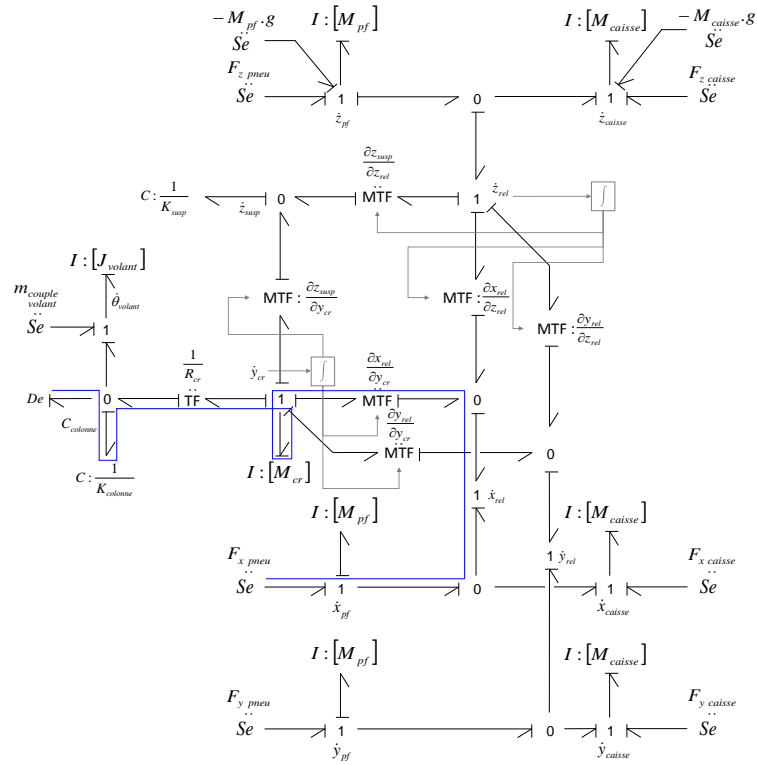 − M_pf.g
I : [M_pf]
I : [M_caisse]
− M_caisse.g
Se
Se
F_z pneu
F_z caisse
Se
1
0
1
Se
ż_pf
ż_caisse
∂z_susp/∂z_rel
C : 1/K_susp
0
MTF
1
ż_rel
∫
ż_susp
I : [J_volant]
m_couple volant
θ̇_volant
MTF : ∂z_susp/∂y_cr
MTF : ∂x_rel/∂z_rel
Se
1
MTF : ∂y_rel/∂z_rel
1/R_cr
ẏ_cr
∫
∂x_rel/∂y_cr
De
0
TF
1
MTF
0
C_colonne
∂y_rel/∂y_cr
MTF
0
C : 1/K_colonne
I : [M_cr]
1
ẋ_rel
I : [M_pf]
I : [M_caisse]
F_x pneu
1
ẏ_rel
F_x caisse
Se
1
0
1
Se
ẋ_pf
ẋ_caisse
I : [M_pf]
I : [M_caisse]
F_y pneu
F_y caisse
Se
1
0
1
Se
ẏ_pf
ẏ_caisse